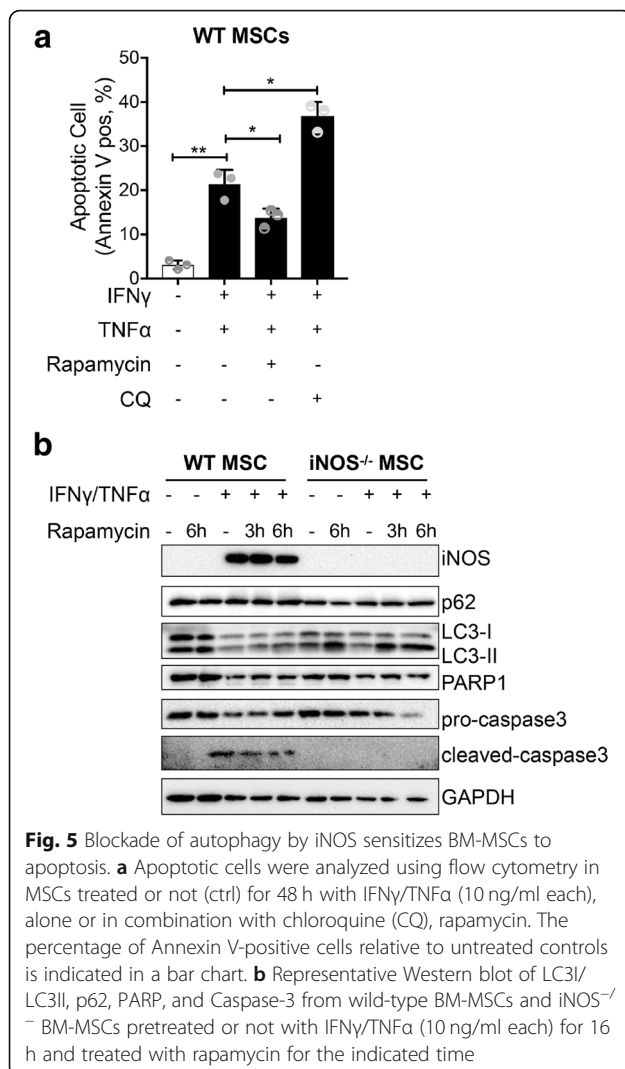 a
WT MSCs
Apoptotic Cell
(Annexin V pos, %)
50
40
30
20
10
0
**
*
*
IFNγ - + + +
TNFα - + + +
Rapamycin - - + -
CQ - - - +
b
WT MSC iNOS-/- MSC
IFNγ/TNFα - - + + + - - + + +
Rapamycin - 6h - 3h 6h - 6h - 3h 6h
iNOS
p62
LC3-I
LC3-II
PARP1
pro-caspase3
cleaved-caspase3
GAPDH
Fig. 5 Blockade of autophagy by iNOS sensitizes BM-MSCs to
apoptosis. a Apoptotic cells were analyzed using flow cytometry in
MSCs treated or not (ctrl) for 48 h with IFNγ/TNFα (10 ng/ml each),
alone or in combination with chloroquine (CQ), rapamycin. The
percentage of Annexin V-positive cells relative to untreated controls
is indicated in a bar chart. b Representative Western blot of LC3I/
LC3II, p62, PARP, and Caspase-3 from wild-type BM-MSCs and iNOS−/
− BM-MSCs pretreated or not with IFNγ/TNFα (10 ng/ml each) for 16
h and treated with rapamycin for the indicated time